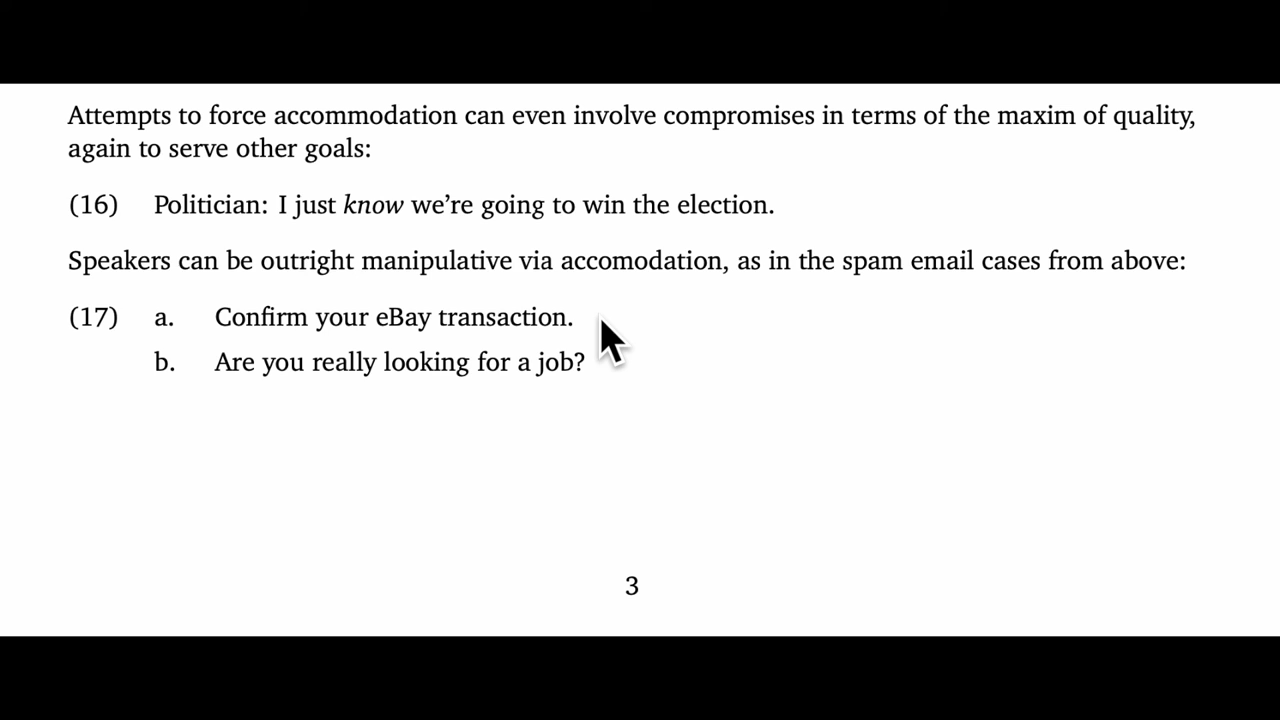 Attempts to force accommodation can even involve compromises in terms of the maxim of quality,
again to serve other goals:
(16) Politician: I just know we’re going to win the election.
Speakers can be outright manipulative via accomodation, as in the spam email cases from above:
(17) a. Confirm your eBay transaction.
b. Are you really looking for a job?
3